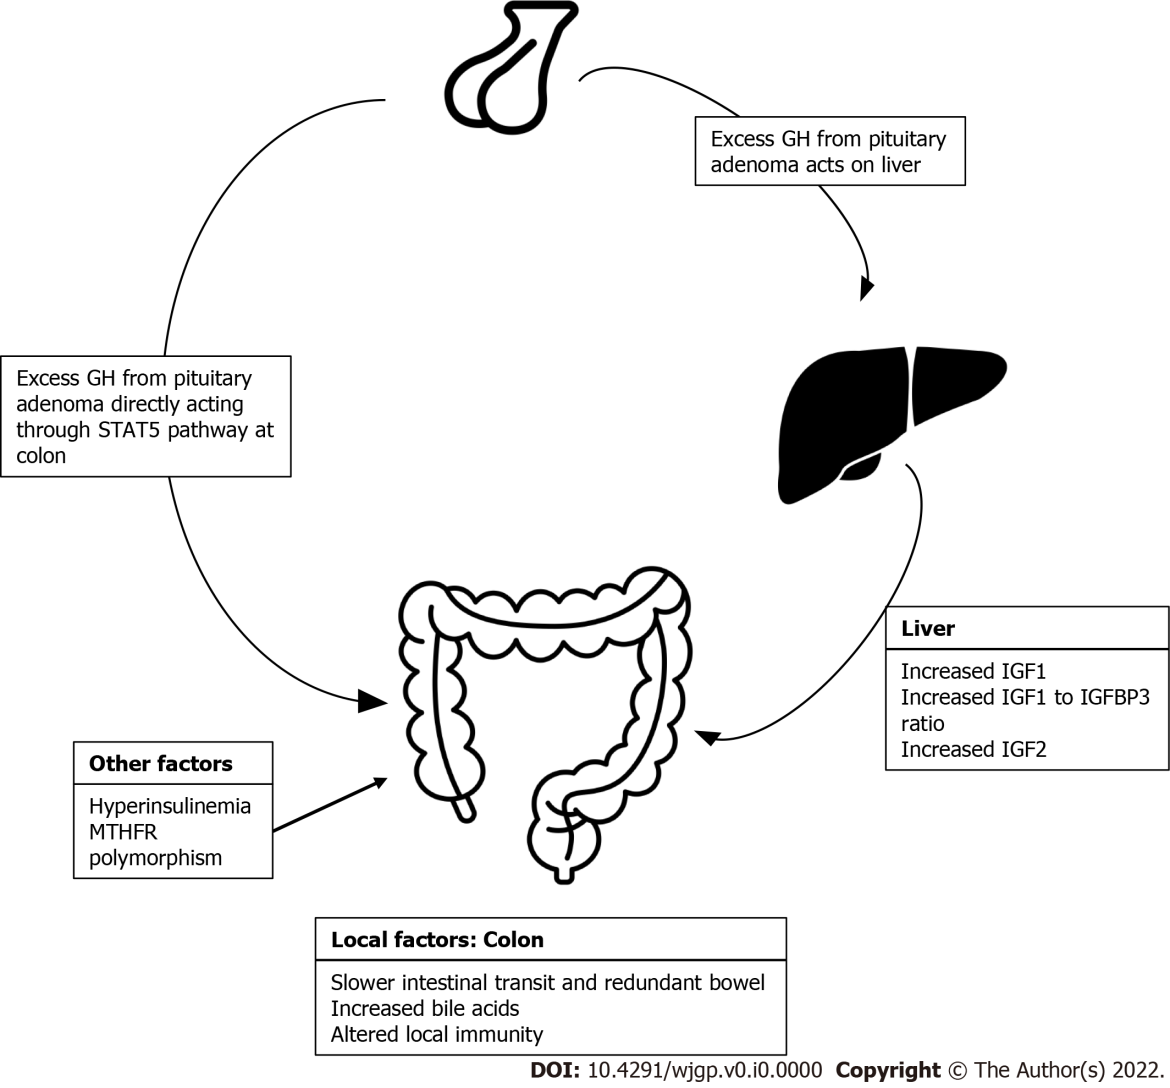 Excess GH from pituitary
adenoma acts on liver
Excess GH from pituitary
adenoma directly acting
through STAT5 pathway at
colon
Liver
Increased IGF1
Increased IGF1 to IGFBP3
ratio
Increased IGF2
Other factors
Hyperinsulinemia
MTHFR
polymorphism
Local factors: Colon
Slower intestinal transit and redundant bowel
Increased bile acids
Altered local immunity
DOI: 10.4291/wjgp.v0.i0.0000 Copyright © The Author(s) 2022.